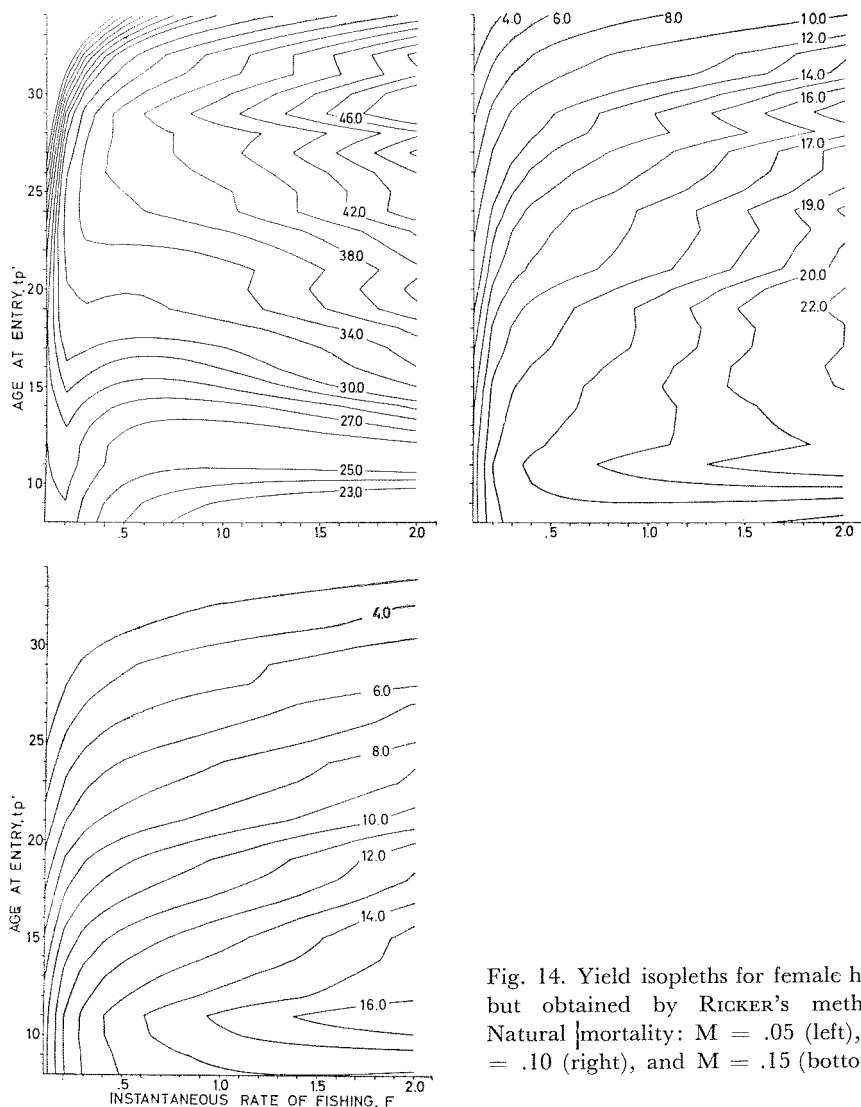 4.0 6.0 8.0 10.0
12.0
14.0
16.0
17.0
19.0
20.0
22.0
30
25
20
15
10
AGE AT ENTRY, tp'
46.0
42.0
38.0
34.0
30.0
27.0
25.0
23.0
.5 1.0 1.5 2.0
.5 1.0 1.5 2.0
30
25
20
15
10
AGE AT ENTRY, tp'
4.0
6.0
8.0
10.0
12.0
14.0
16.0
.5 1.0 1.5 2.0
INSTANTANEOUS RATE OF FISHING, F
Fig. 14. Yield isopleths for female h
but obtained by RICKER's meth
Natural mortality: M = .05 (left),
= .10 (right), and M = .15 (botto